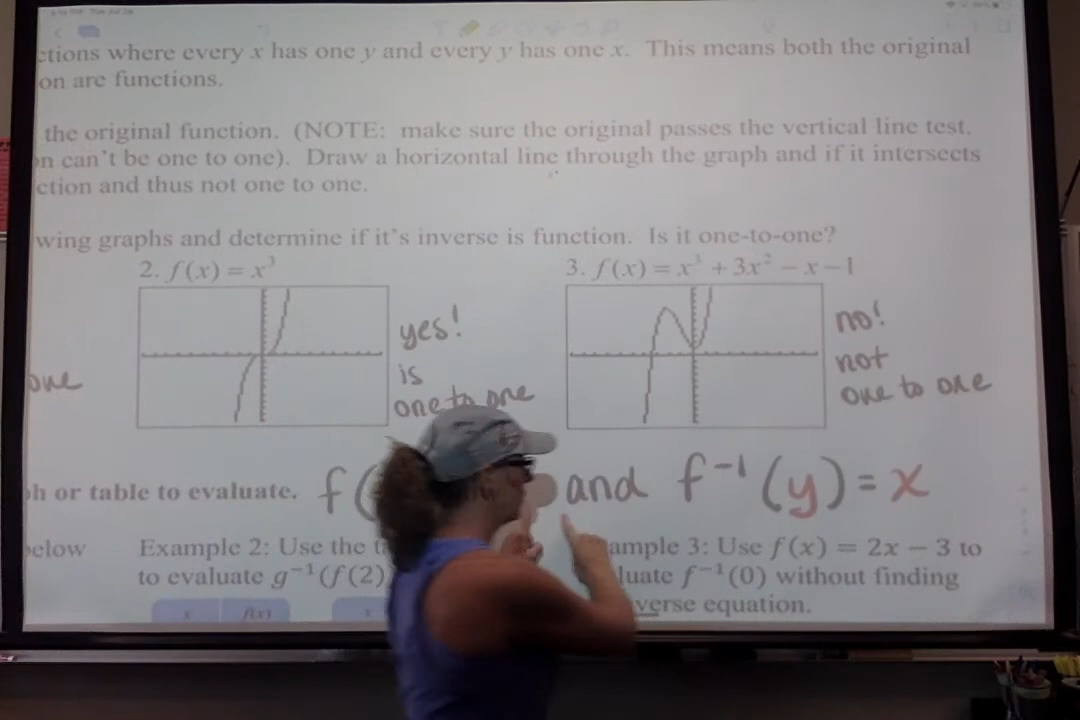 ctions where every x has one y and every y has one x. This means both the original
on are functions.
the original function. (NOTE: make sure the original passes the vertical line test.
n can't be one to one). Draw a horizontal line through the graph and if it intersects
ction and thus not one to one.
wing graphs and determine if it's inverse is function. Is it one-to-one?
2. f(x) = x³
3. f(x) = x³ + 3x² − x − 1
yes!
is
one to one
no!
not
one to one
one
h or table to evaluate.
f( and f⁻¹(y) = x
below
Example 2: Use the
to evaluate g⁻¹(f(2)
x f(x) x
ample 3: Use f(x) = 2x − 3 to
luate f⁻¹(0) without finding
verse equation.